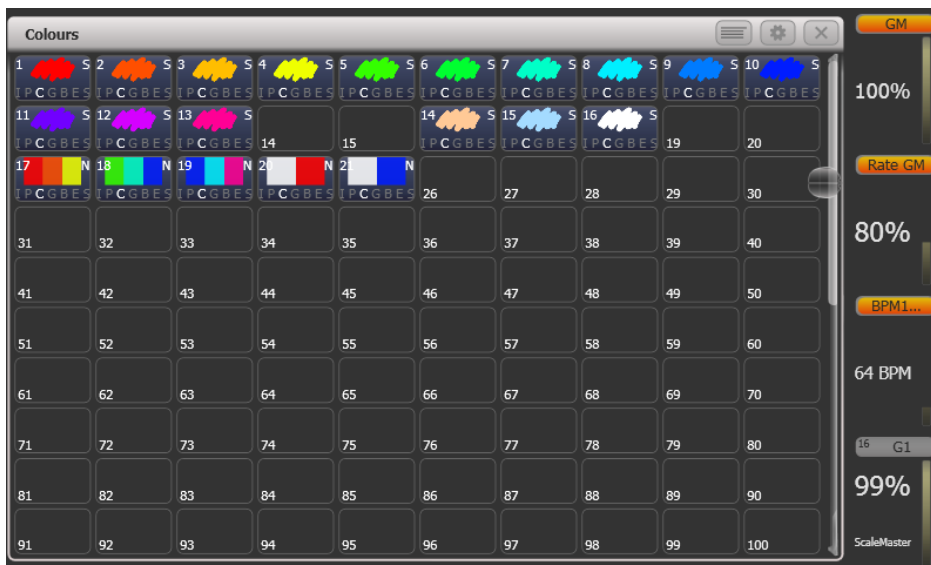 Colours
GM
100%
1 S 2 S 3 S 4 S 5 S 6 S 7 S 8 S 9 S 10 S
IPCGBES IPCGBES IPCGBES IPCGBES IPCGBES IPCGBES IPCGBES IPCGBES IPCGBES IPCGBES
11 S 12 S 13 S 14 15 14 S 15 S 16 S 19 20
IPCGBES IPCGBES IPCGBES IPCGBES IPCGBES IPCGBES
Rate GM
80%
17 N 18 N 19 N 20 N 21 N 26 27 28 29 30
IPCGBES IPCGBES IPCGBES IPCGBES IPCGBES
31 32 33 34 35 36 37 38 39 40
41 42 43 44 45 46 47 48 49 50
BPM1...
64 BPM
51 52 53 54 55 56 57 58 59 60
61 62 63 64 65 66 67 68 69 70
71 72 73 74 75 76 77 78 79 80
16 G1
99%
ScaleMaster
81 82 83 84 85 86 87 88 89 90
91 92 93 94 95 96 97 98 99 100